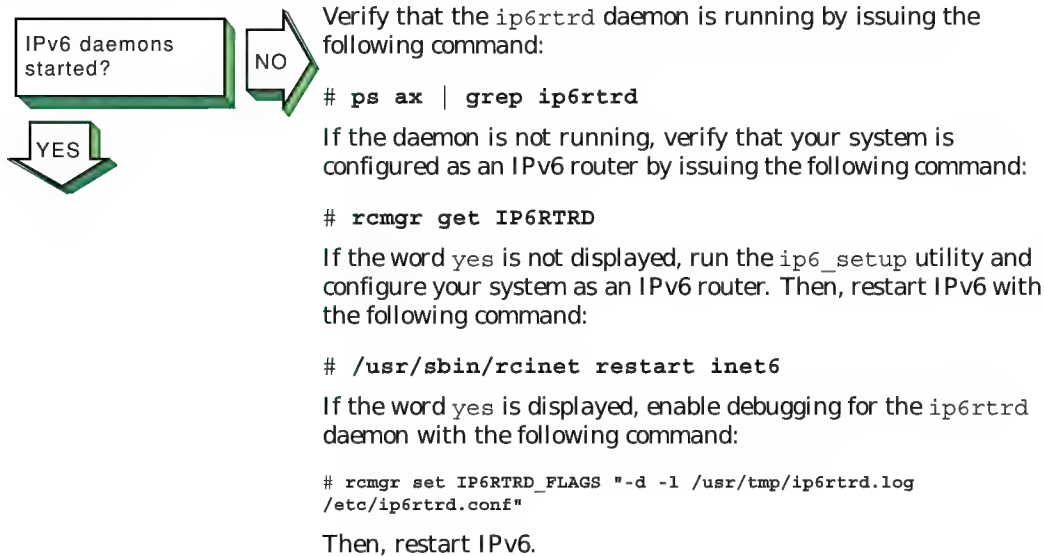 IPv6 daemons
started?
NO
YES
Verify that the ip6rtrd daemon is running by issuing the
following command:
# ps ax | grep ip6rtrd
If the daemon is not running, verify that your system is
configured as an IPv6 router by issuing the following command:
# rcmgr get IP6RTRD
If the word yes is not displayed, run the ip6_setup utility and
configure your system as an IPv6 router. Then, restart IPv6 with
the following command:
# /usr/sbin/rcinet restart inet6
If the word yes is displayed, enable debugging for the ip6rtrd
daemon with the following command:
# rcmgr set IP6RTRD_FLAGS "-d -l /usr/tmp/ip6rtrd.log
/etc/ip6rtrd.conf"
Then, restart IPv6.